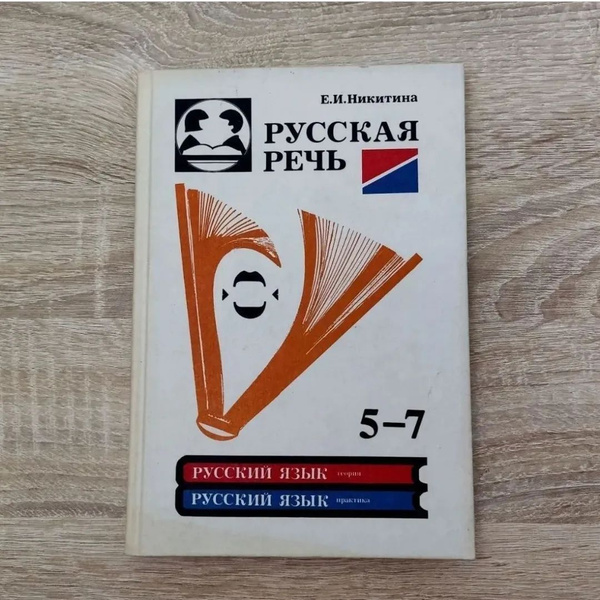 Е.И.Никитина
РУССКАЯ
РЕЧЬ
5–7
РУССКИЙ ЯЗЫК теория
РУССКИЙ ЯЗЫК практика